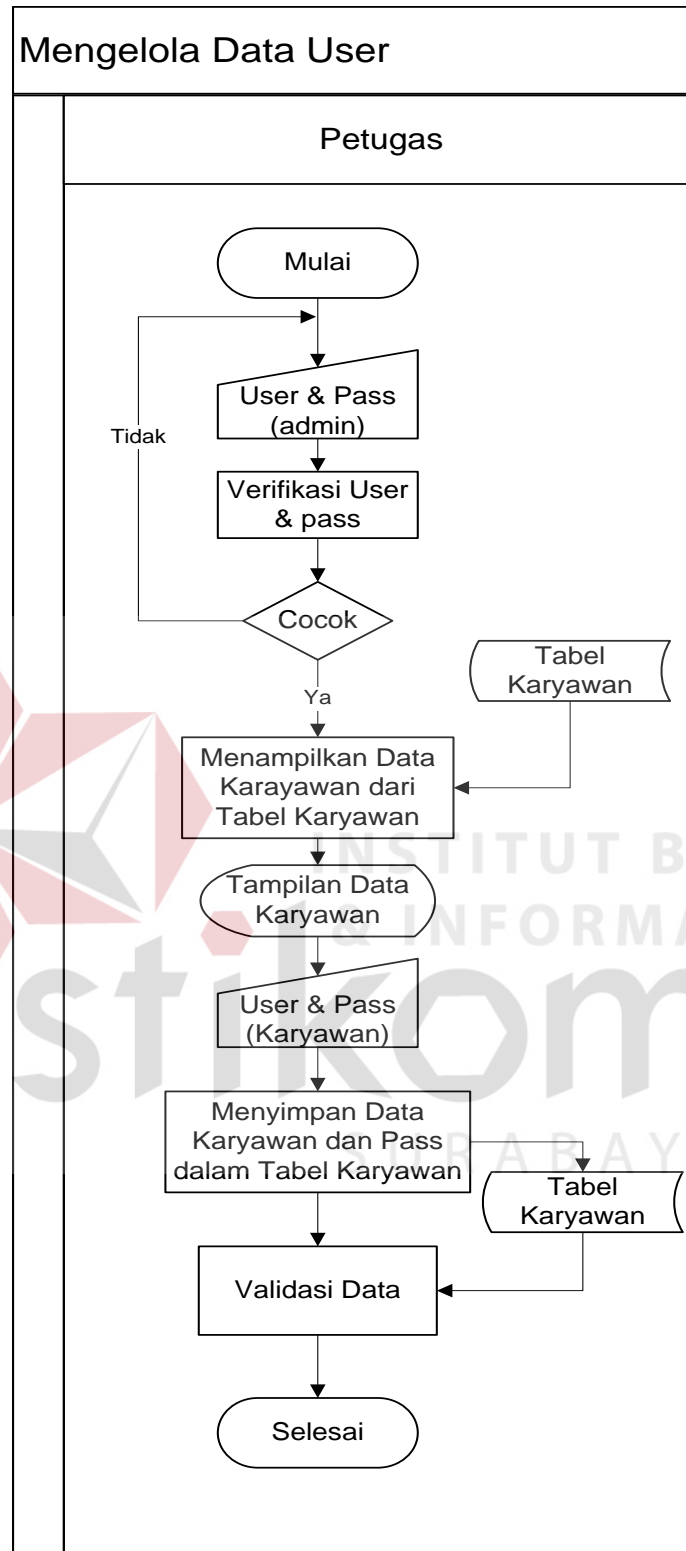 Mengelola Data User
Petugas
Mulai
User & Pass
(admin)
Tidak
Verifikasi User
& pass
Cocok
Ya
Tabel
Karyawan
Menampilkan Data
Karayawan dari
Tabel Karyawan
Tampilan Data
Karyawan
User & Pass
(Karyawan)
Menyimpan Data
Karyawan dan Pass
dalam Tabel Karyawan
Tabel
Karyawan
Validasi Data
Selesai
INSTITUT B
& INFORMA
stikom
SURABAY